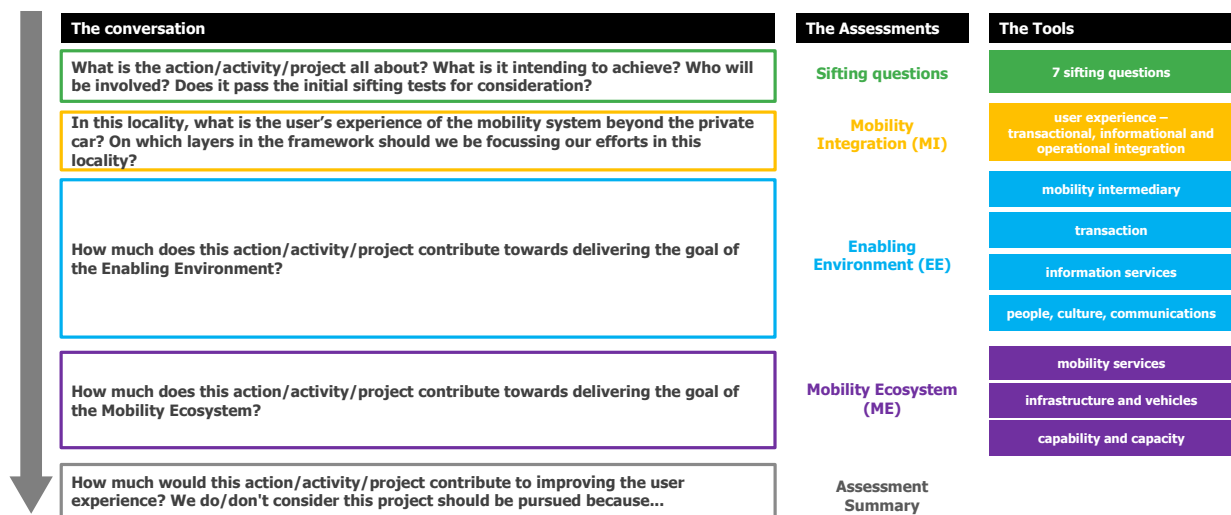 The conversation
The Assessments
The Tools
What is the action/activity/project all about? What is it intending to achieve? Who will
be involved? Does it pass the initial sifting tests for consideration?
Sifting questions
7 sifting questions
In this locality, what is the user’s experience of the mobility system beyond the private
car? On which layers in the framework should we be focussing our efforts in this
locality?
Mobility
Integration (MI)
user experience –
transactional, informational and
operational integration
How much does this action/activity/project contribute towards delivering the goal of
the Enabling Environment?
Enabling
Environment (EE)
mobility intermediary
transaction
information services
people, culture, communications
How much does this action/activity/project contribute towards delivering the goal of
the Mobility Ecosystem?
Mobility Ecosystem
(ME)
mobility services
infrastructure and vehicles
capability and capacity
How much would this action/activity/project contribute to improving the user
experience? We do/don't consider this project should be pursued because...
Assessment
Summary